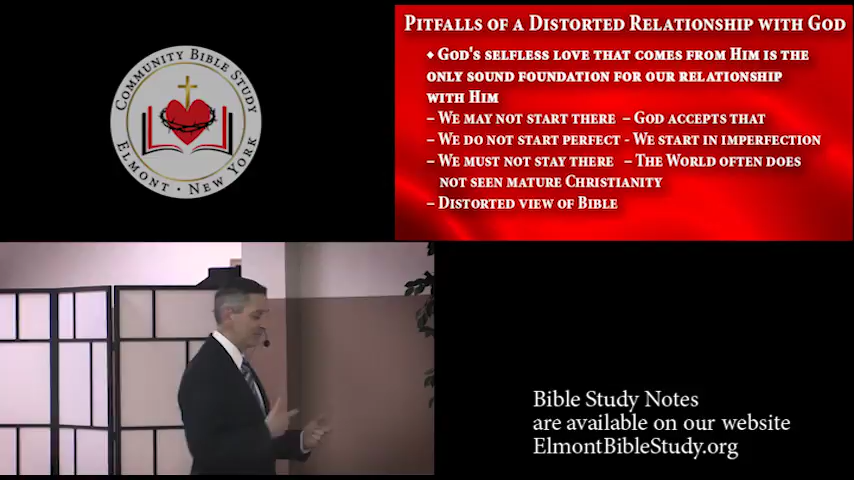 COMMUNITY BIBLE STUDY
ELMONT • NEW YORK
PITFALLS OF A DISTORTED RELATIONSHIP WITH GOD
♦ GOD'S SELFLESS LOVE THAT COMES FROM HIM IS THE
ONLY SOUND FOUNDATION FOR OUR RELATIONSHIP
WITH HIM
– WE MAY NOT START THERE – GOD ACCEPTS THAT
– WE DO NOT START PERFECT - WE START IN IMPERFECTION
– WE MUST NOT STAY THERE – THE WORLD OFTEN DOES
NOT SEEN MATURE CHRISTIANITY
– DISTORTED VIEW OF BIBLE
Bible Study Notes
are available on our website
ElmontBibleStudy.org